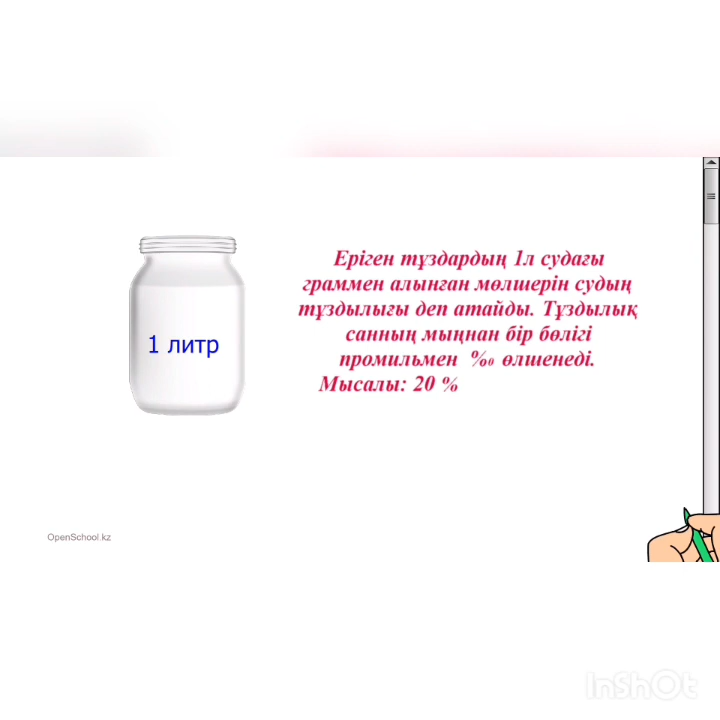 Еріген тұздардың 1л судағы
граммен алынған мөлшерін судың
тұздылығы деп атайды. Тұздылық
санның мыңнан бір бөлігі
промильмен ‰ өлшенеді.
Мысалы: 20 %
1 литр
OpenSchool.kz
InShOt